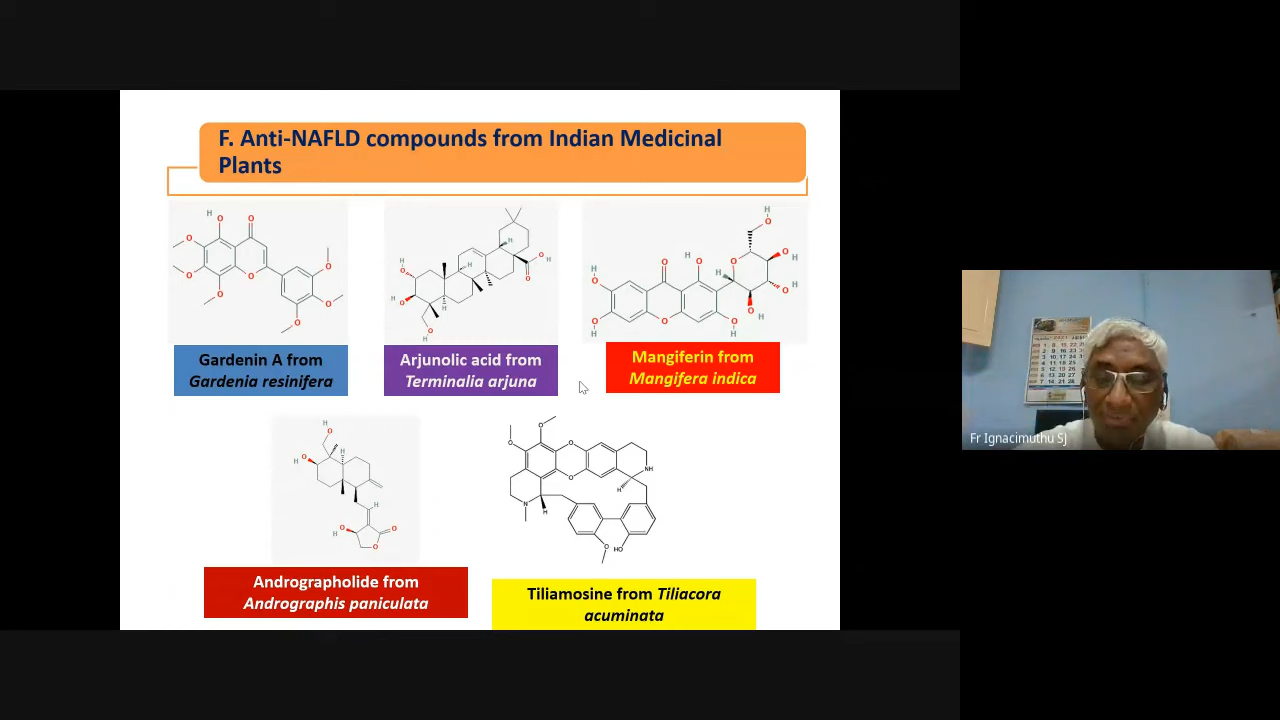 F. Anti-NAFLD compounds from Indian Medicinal
Plants
Gardenin A from
Gardenia resinifera
Arjunolic acid from
Terminalia arjuna
Mangiferin from
Mangifera indica
Andrographolide from
Andrographis paniculata
Tiliamosine from Tiliacora
acuminata
Fr Ignacimuthu SJ